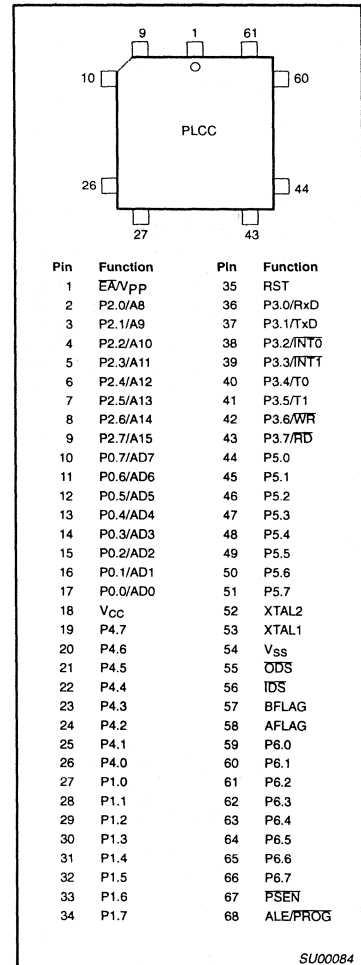 9 1 61
10 60
PLCC
26 44
27 43
Pin Function Pin Function
1 E̅A̅/VPP 35 RST
2 P2.0/A8 36 P3.0/RxD
3 P2.1/A9 37 P3.1/TxD
4 P2.2/A10 38 P3.2/I̅N̅T̅0̅
5 P2.3/A11 39 P3.3/I̅N̅T̅1̅
6 P2.4/A12 40 P3.4/T0
7 P2.5/A13 41 P3.5/T1
8 P2.6/A14 42 P3.6/W̅R̅
9 P2.7/A15 43 P3.7/R̅D̅
10 P0.7/AD7 44 P5.0
11 P0.6/AD6 45 P5.1
12 P0.5/AD5 46 P5.2
13 P0.4/AD4 47 P5.3
14 P0.3/AD3 48 P5.4
15 P0.2/AD2 49 P5.5
16 P0.1/AD1 50 P5.6
17 P0.0/AD0 51 P5.7
18 VCC 52 XTAL2
19 P4.7 53 XTAL1
20 P4.6 54 VSS
21 P4.5 55 O̅D̅S̅
22 P4.4 56 I̅D̅S̅
23 P4.3 57 BFLAG
24 P4.2 58 AFLAG
25 P4.1 59 P6.0
26 P4.0 60 P6.1
27 P1.0 61 P6.2
28 P1.1 62 P6.3
29 P1.2 63 P6.4
30 P1.3 64 P6.5
31 P1.4 65 P6.6
32 P1.5 66 P6.7
33 P1.6 67 P̅S̅E̅N̅
34 P1.7 68 ALE/P̅R̅O̅G̅
SU00084